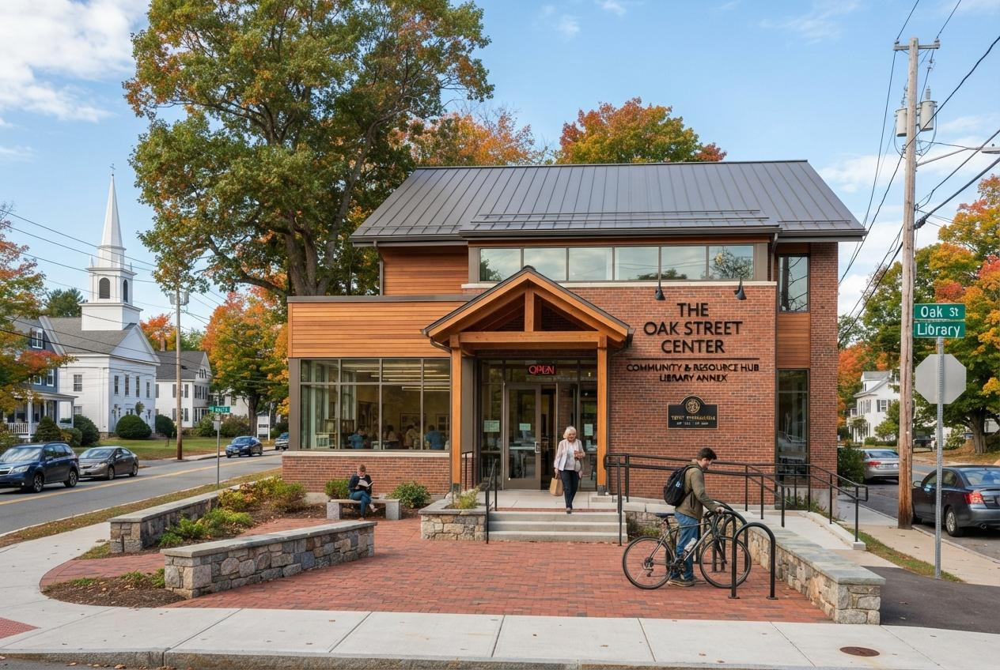 THE
OAK STREET
CENTER
COMMUNITY & RESOURCE HUB
LIBRARY ANNEX
OPEN
Oak St
Library